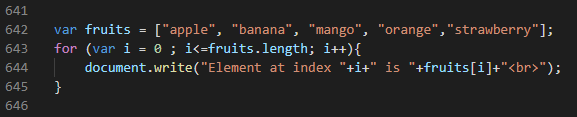 641
642 var fruits = ["apple", "banana", "mango", "orange","strawberry"];
643 for (var i = 0 ; i<=fruits.length; i++){
644 document.write("Element at index "+i+" is "+fruits[i]+"<br>");
645 }
646